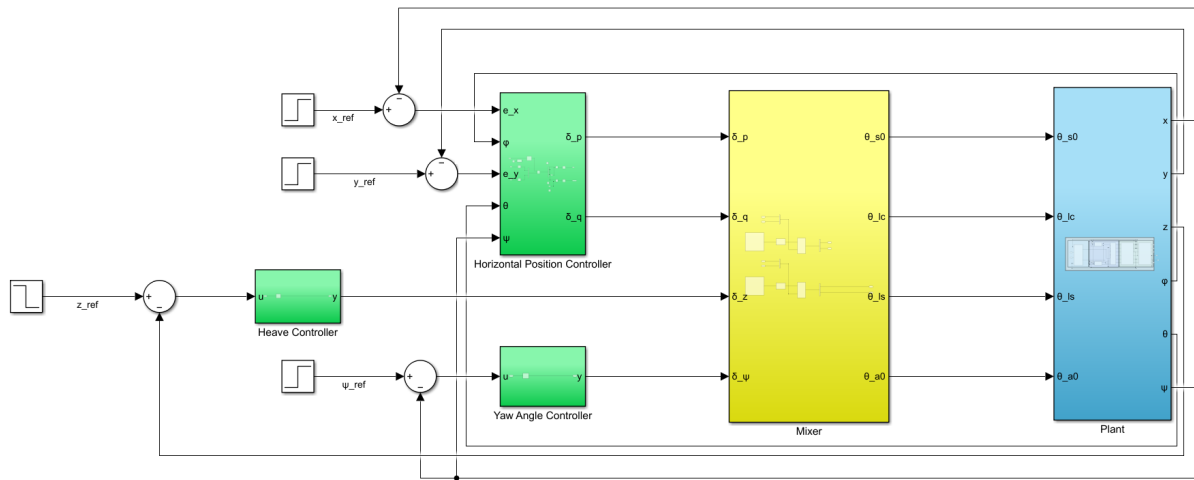 x_ref
y_ref
z_ref
ψ_ref
e_x
φ
e_y
θ
ψ
δ_p
δ_q
Horizontal Position Controller
u
y
Heave Controller
u
y
Yaw Angle Controller
δ_p
δ_q
δ_z
δ_ψ
θ_s0
θ_lc
θ_ls
θ_a0
Mixer
θ_s0
θ_lc
θ_ls
θ_a0
x
y
z
φ
θ
ψ
Plant
+
−
+
−
+
−
+
−